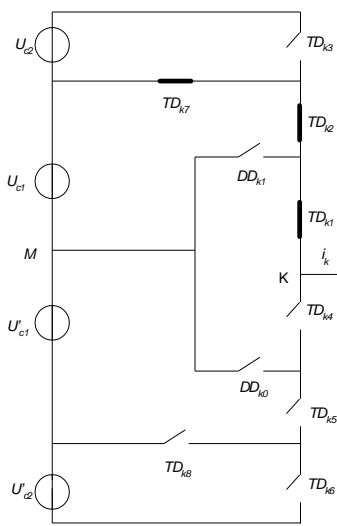 U_c2
TD_k3
TD_k7
TD_k2
U_c1
DD_k1
TD_k1
M
K
i_k
U'_c1
TD_k4
DD_k0
TD_k5
TD_k8
U'_c2
TD_k6